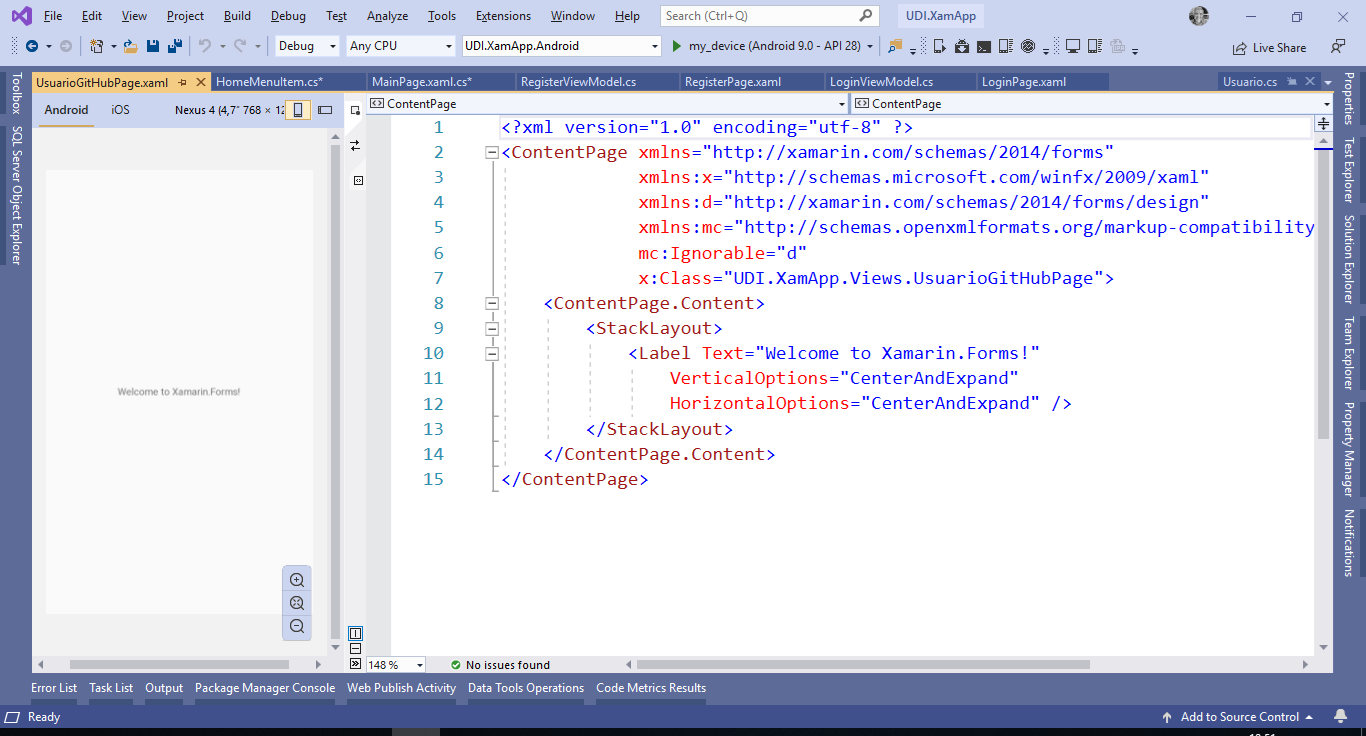 File Edit View Project Build Debug Test Analyze Tools Extensions Window Help Search (Ctrl+Q) UDI.XamApp
Debug Any CPU UDI.XamApp.Android my_device (Android 9.0 - API 28) Live Share
UsuarioGitHubPage.xaml HomeMenuItem.cs* MainPage.xaml.cs* RegisterViewModel.cs RegisterPage.xaml LoginViewModel.cs LoginPage.xaml Usuario.cs
Android iOS Nexus 4 (4,7" 768 × 12
ContentPage ContentPage
Toolbox
SQL Server Object Explorer
Welcome to Xamarin.Forms!
1 <?xml version="1.0" encoding="utf-8" ?>
2 <ContentPage xmlns="http://xamarin.com/schemas/2014/forms"
3 xmlns:x="http://schemas.microsoft.com/winfx/2009/xaml"
4 xmlns:d="http://xamarin.com/schemas/2014/forms/design"
5 xmlns:mc="http://schemas.openxmlformats.org/markup-compatibility
6 mc:Ignorable="d"
7 x:Class="UDI.XamApp.Views.UsuarioGitHubPage">
8 <ContentPage.Content>
9 <StackLayout>
10 <Label Text="Welcome to Xamarin.Forms!"
11 VerticalOptions="CenterAndExpand"
12 HorizontalOptions="CenterAndExpand" />
13 </StackLayout>
14 </ContentPage.Content>
15 </ContentPage>
Properties
Test Explorer
Solution Explorer
Team Explorer
Property Manager
Notifications
148 % No issues found
Error List Task List Output Package Manager Console Web Publish Activity Data Tools Operations Code Metrics Results
Ready Add to Source Control